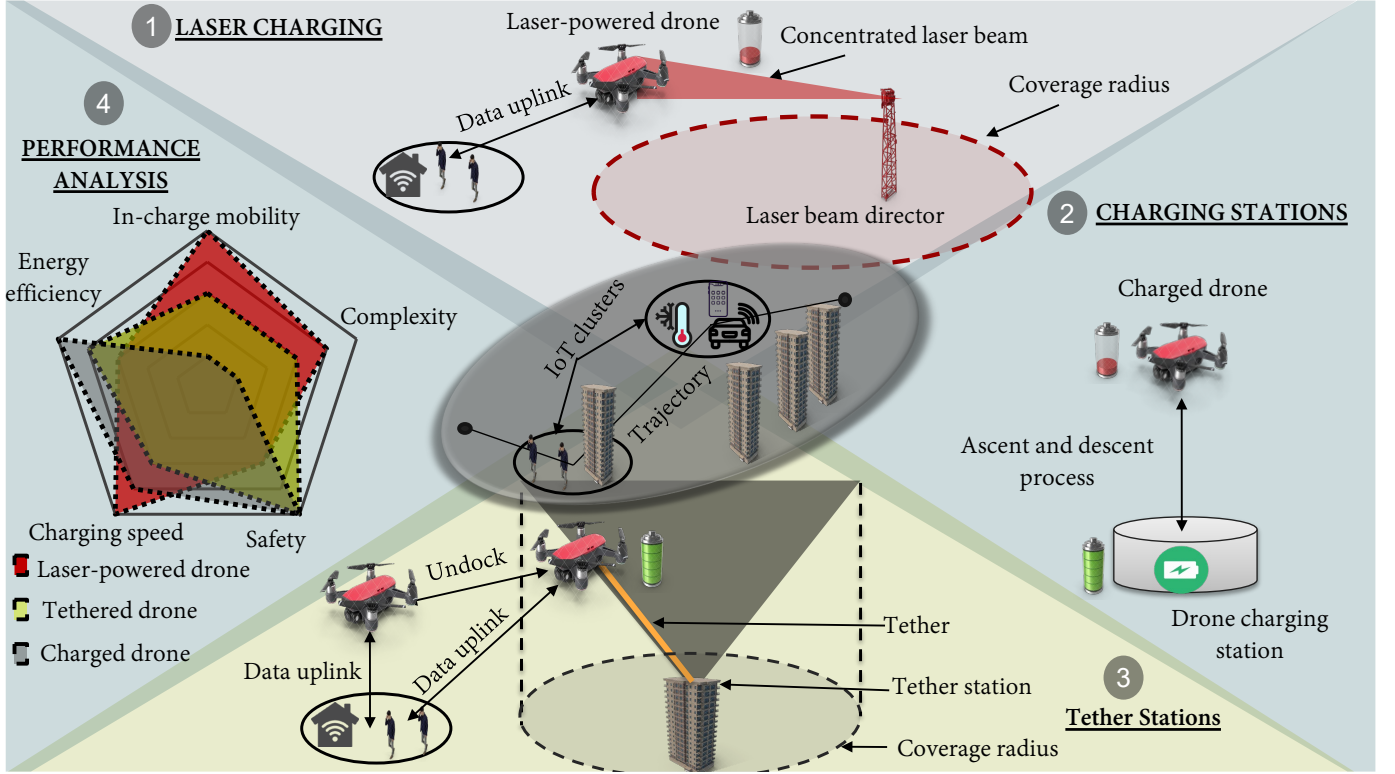 1 LASER CHARGING
Laser-powered drone
Concentrated laser beam
Data uplink
Coverage radius
Laser beam director
4
PERFORMANCE
ANALYSIS
In-charge mobility
Energy
efficiency
Complexity
Charging speed
Safety
Laser-powered drone
Tethered drone
Charged drone
IoT clusters
Trajectory
2 CHARGING STATIONS
Charged drone
Ascent and descent
process
Drone charging
station
Undock
Data uplink
Data uplink
Tether
Tether station
Coverage radius
3
Tether Stations